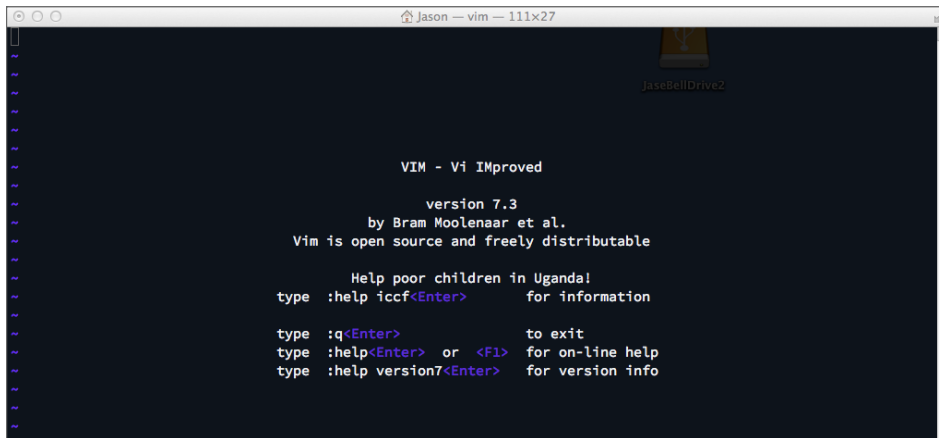 Jason — vim — 111×27
JaseBellDrive2
~
~
~
~
~
~
~
VIM - Vi IMproved
~
~
version 7.3
~
by Bram Moolenaar et al.
~
Vim is open source and freely distributable
~
~
Help poor children in Uganda!
~
type :help iccf<Enter> for information
~
~
type :q<Enter> to exit
~
type :help<Enter> or <F1> for on-line help
~
type :help version7<Enter> for version info
~
~
~